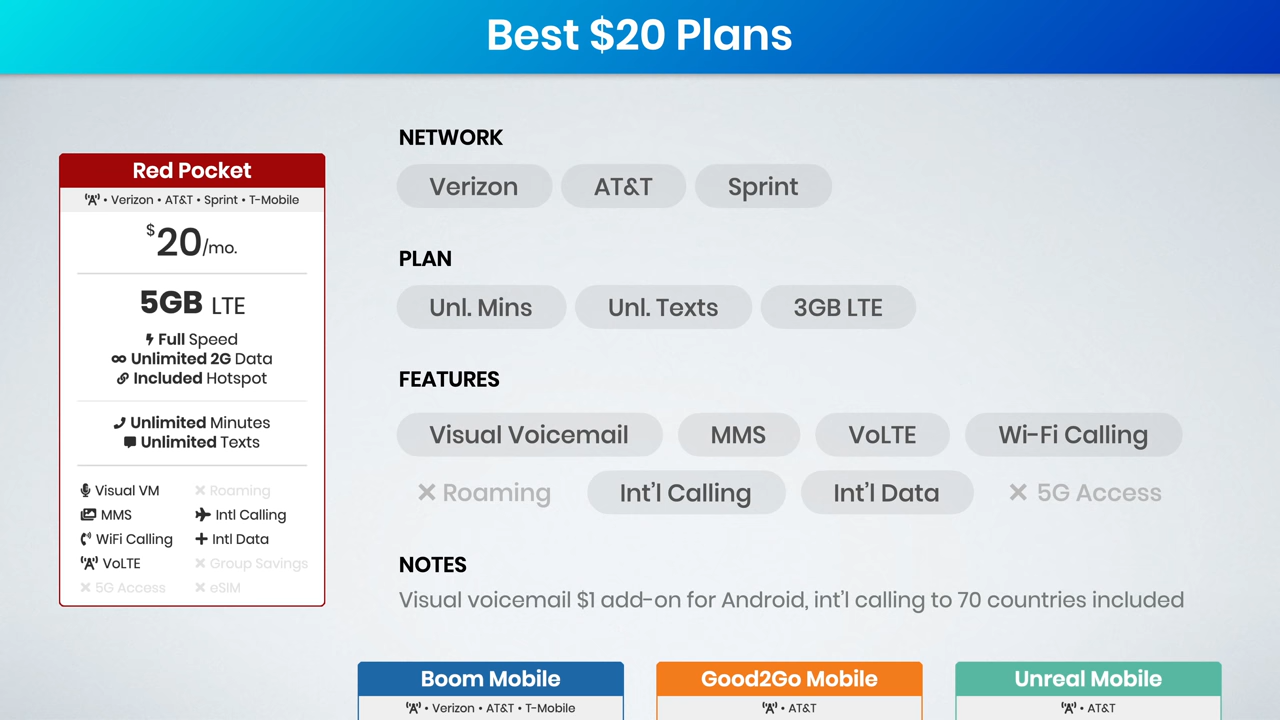 Best $20 Plans
Red Pocket
• Verizon • AT&T • Sprint • T-Mobile
$20/mo.
5GB LTE
Full Speed
Unlimited 2G Data
Included Hotspot
Unlimited Minutes
Unlimited Texts
Visual VM
Roaming
MMS
Intl Calling
WiFi Calling
Intl Data
VoLTE
Group Savings
5G Access
eSIM
NETWORK
Verizon
AT&T
Sprint
PLAN
Unl. Mins
Unl. Texts
3GB LTE
FEATURES
Visual Voicemail
MMS
VoLTE
Wi-Fi Calling
Roaming
Int'l Calling
Int'l Data
5G Access
NOTES
Visual voicemail $1 add-on for Android, int'l calling to 70 countries included
Boom Mobile
• Verizon • AT&T • T-Mobile
Good2Go Mobile
• AT&T
Unreal Mobile
• AT&T